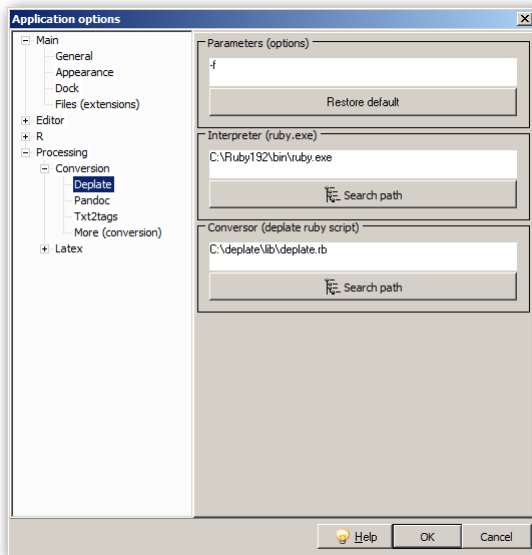 Application options
Main
General
Appearance
Dock
Files (extensions)
Editor
R
Processing
Conversion
Deplate
Pandoc
Txt2tags
More (conversion)
Latex
Parameters (options)
-f
Restore default
Interpreter (ruby.exe)
C:\Ruby192\bin\ruby.exe
Search path
Conversor (deplate ruby script)
C:\deplate\lib\deplate.rb
Search path
Help
OK
Cancel